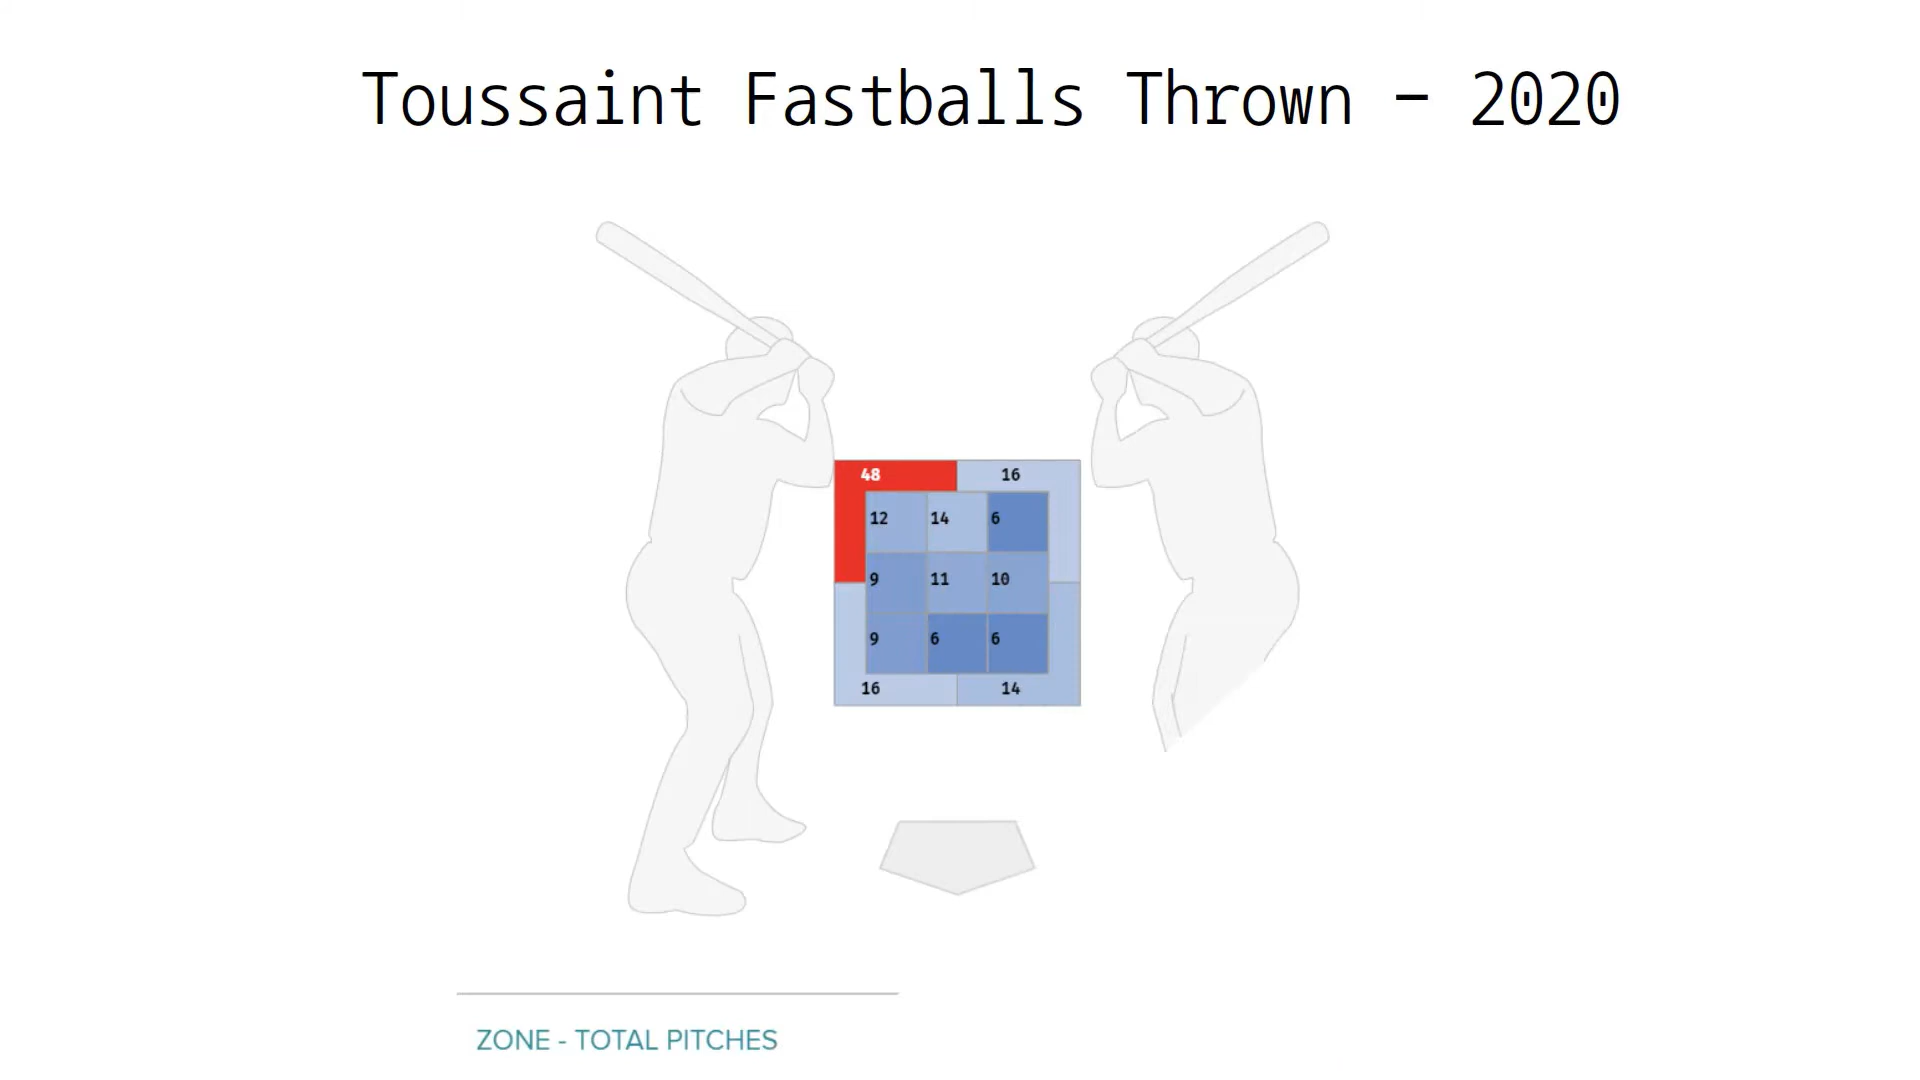 Toussaint Fastballs Thrown - 2020
48 16
12 14 6
9 11 10
9 6 6
16 14
ZONE - TOTAL PITCHES